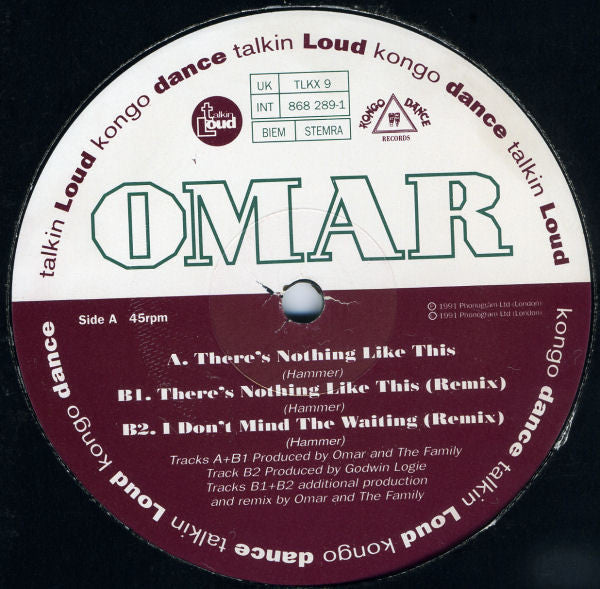 talkin Loud kongo dance talkin Loud kongo dance talkin Loud
kongo dance talkin Loud kongo dance talkin Loud kongo dance
talkin
Loud
UK TLKX 9
INT 868 289-1
BIEM STEMRA
KONGO DANCE
RECORDS
OMAR
Side A 45rpm
℗ 1991 Phonogram Ltd (London)
© 1991 Phonogram Ltd (London)
A. There's Nothing Like This
(Hammer)
B1. There's Nothing Like This (Remix)
(Hammer)
B2. I Don't Mind The Waiting (Remix)
(Hammer)
Tracks A+B1 Produced by Omar and The Family
Track B2 Produced by Godwin Logie
Tracks B1+B2 additional production
and remix by Omar and The Family